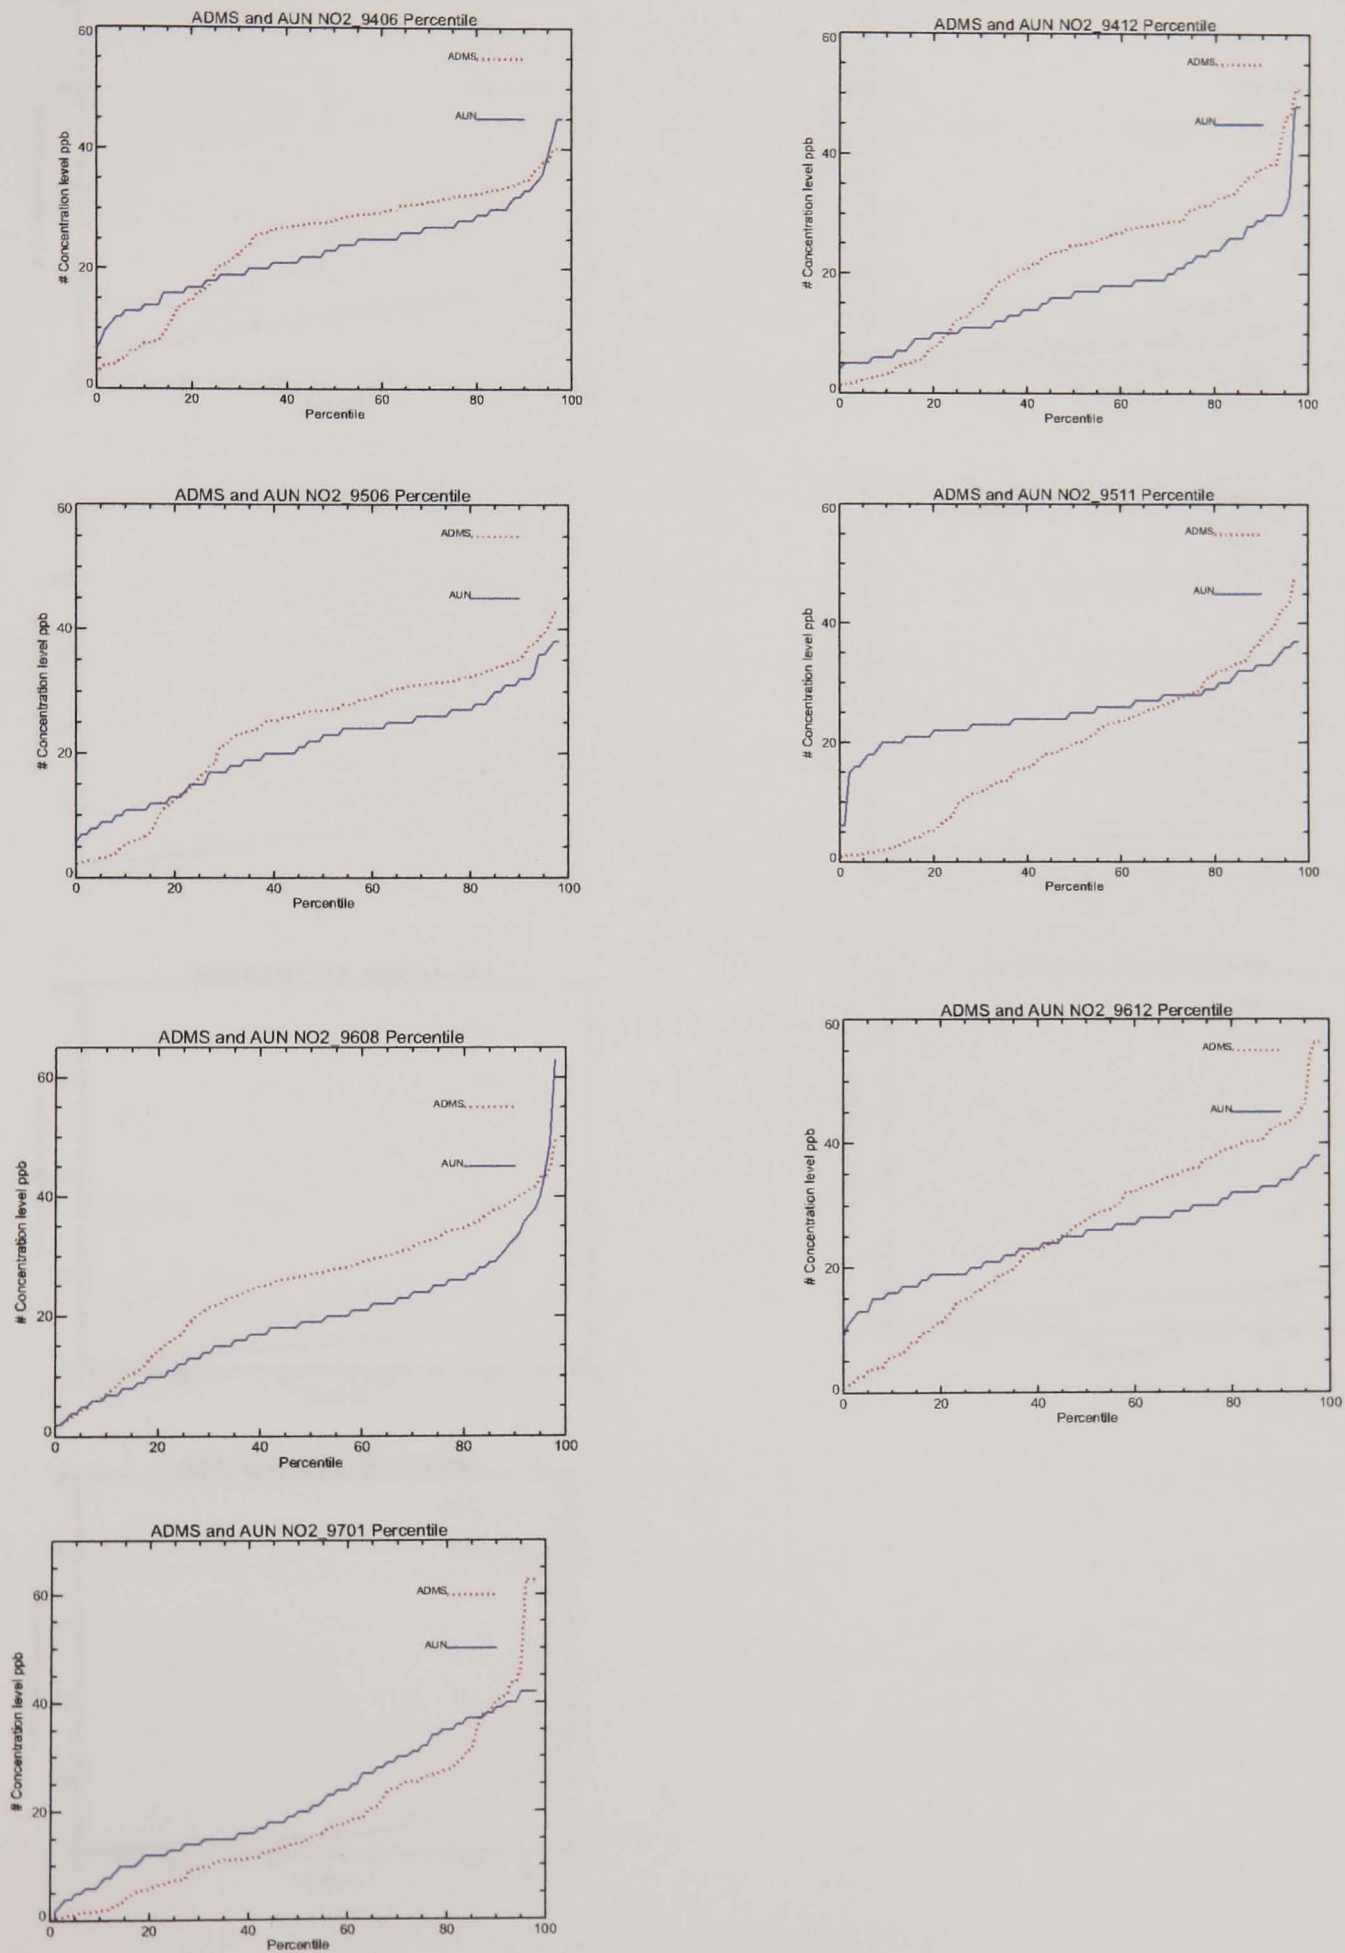 ADMS and AUN NO2_9406 Percentile
60
ADMS
AUN
40
20
0
# Concentration level ppb
0 20 40 60 80 100
Percentile
ADMS and AUN NO2_9412 Percentile
60
ADMS
AUN
40
20
0
# Concentration level ppb
0 20 40 60 80 100
Percentile
ADMS and AUN NO2_9506 Percentile
60
ADMS
AUN
40
20
0
# Concentration level ppb
0 20 40 60 80 100
Percentile
ADMS and AUN NO2_9511 Percentile
60
ADMS
AUN
40
20
0
# Concentration level ppb
0 20 40 60 80 100
Percentile
ADMS and AUN NO2_9608 Percentile
60
ADMS
AUN
40
20
0
# Concentration level ppb
0 20 40 60 80 100
Percentile
ADMS and AUN NO2_9612 Percentile
60
ADMS
AUN
40
20
0
# Concentration level ppb
0 20 40 60 80 100
Percentile
ADMS and AUN NO2_9701 Percentile
60
ADMS
AUN
40
20
0
# Concentration level ppb
0 20 40 60 80 100
Percentile